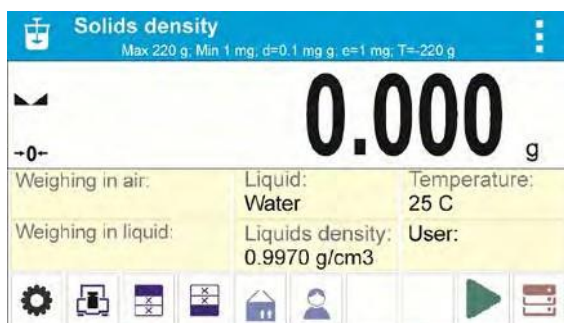 Solids density
Max 220 g; Min 1 mg; d=0.1 mg g; e=1 mg; T=-220 g
0.000 g
→0←
Weighing in air:
Liquid:
Water
Temperature:
25 C
Weighing in liquid:
Liquids density:
0.9970 g/cm3
User: